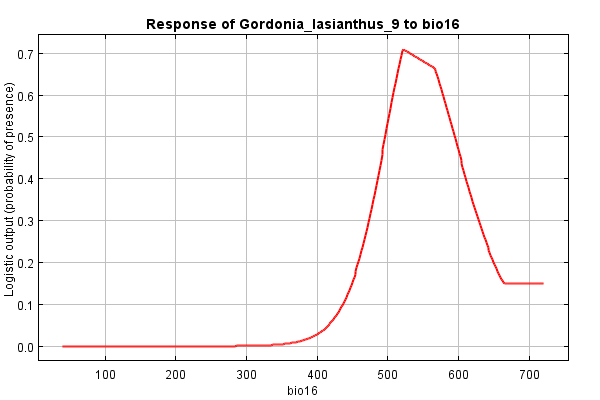 Response of Gordonia_lasianthus_9 to bio16
Logistic output (probability of presence)
0.7
0.6
0.5
0.4
0.3
0.2
0.1
0.0
100 200 300 400 500 600 700
bio16